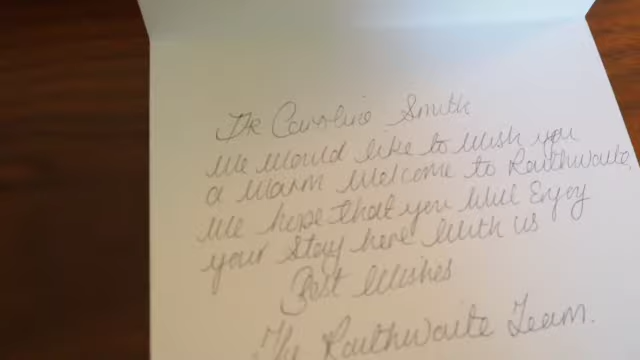 Dr Caroline Smith
We would like to wish you
a warm welcome to Raithwaite,
We hope that you will Enjoy
your stay here with us
Best Wishes
The Raithwaite Team.